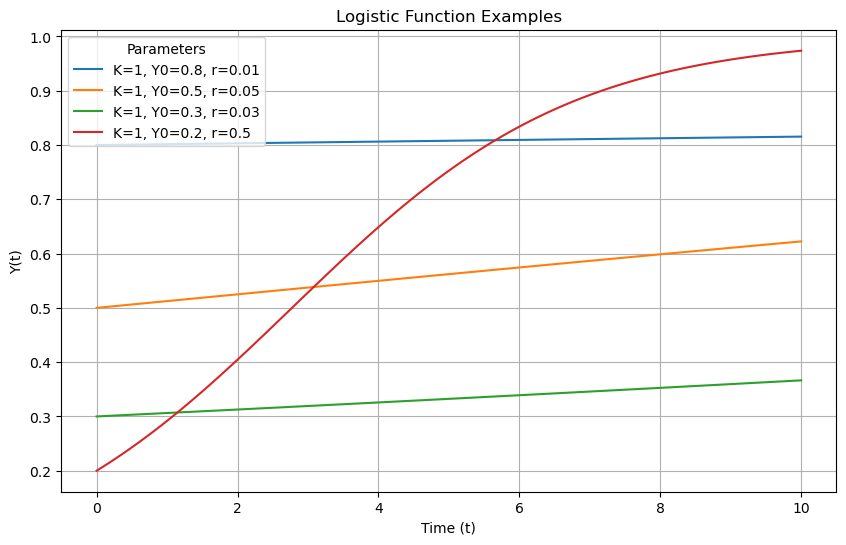 Logistic Function Examples
Parameters
K=1, Y0=0.8, r=0.01
K=1, Y0=0.5, r=0.05
K=1, Y0=0.3, r=0.03
K=1, Y0=0.2, r=0.5
1.0
0.9
0.8
0.7
0.6
0.5
0.4
0.3
0.2
Y(t)
0 2 4 6 8 10
Time (t)